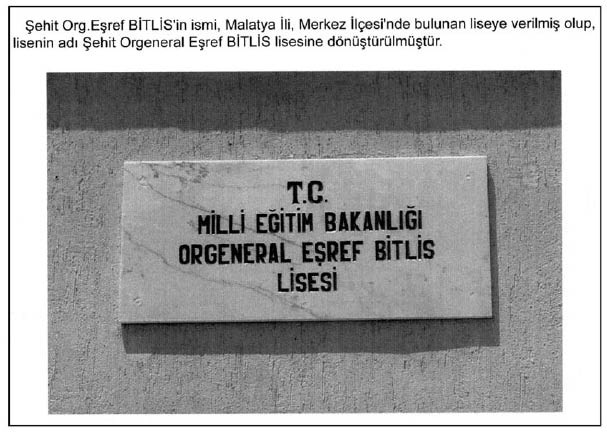 Şehit Org.Eşref BİTLİS'in ismi, Malatya İli, Merkez İlçesi'nde bulunan liseye verilmiş olup,
lisenin adı Şehit Orgeneral Eşref BİTLİS lisesine dönüştürülmüştür.
T.C.
MİLLİ EĞİTİM BAKANLIĞI
ORGENERAL EŞREF BİTLİS
LİSESİ